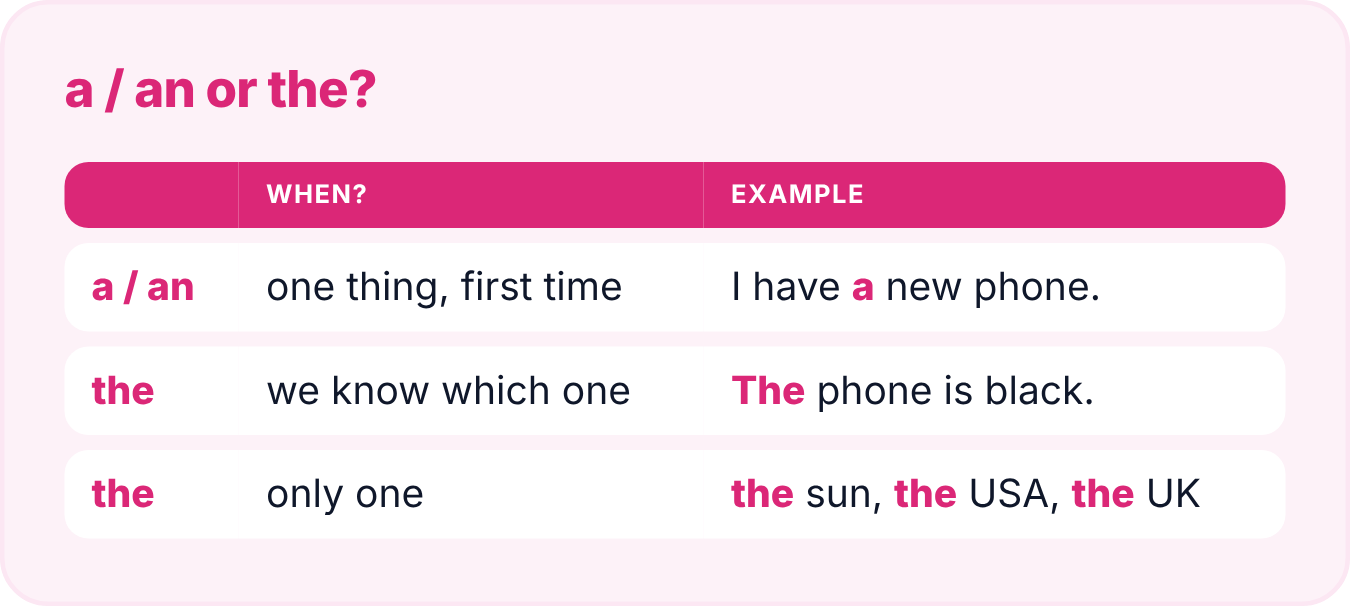 a / an or the?
WHEN? EXAMPLE
a / an one thing, first time I have a new phone.
the we know which one The phone is black.
the only one the sun, the USA, the UK